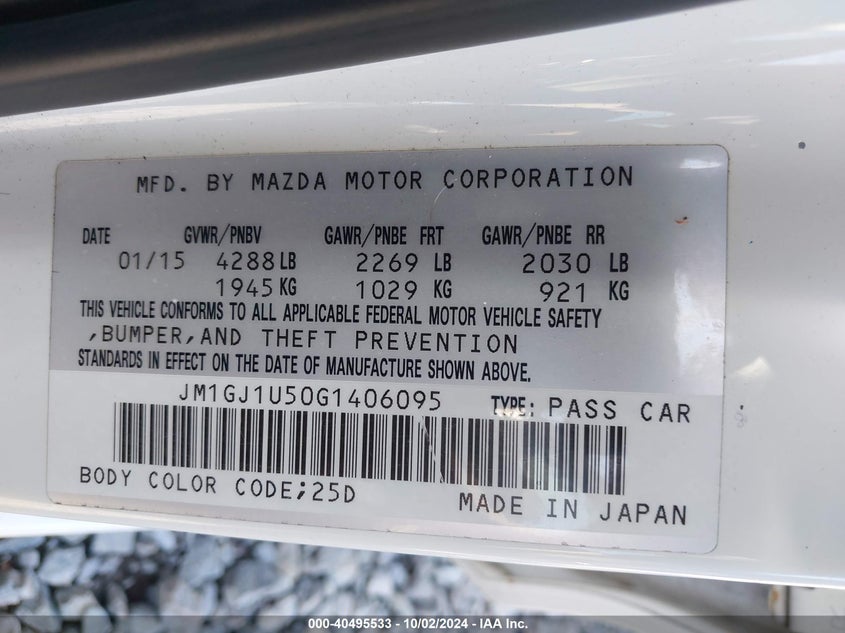 MFD. BY MAZDA MOTOR CORPORATION
DATE GVWR/PNBV GAWR/PNBE FRT GAWR/PNBE RR
01/15 4288 LB 2269 LB 2030 LB
1945 KG 1029 KG 921 KG
THIS VEHICLE CONFORMS TO ALL APPLICABLE FEDERAL MOTOR VEHICLE SAFETY
,BUMPER,AND THEFT PREVENTION
STANDARDS IN EFFECT ON THE DATE OF MANUFACTURE SHOWN ABOVE.
JM1GJ1U50G1406095 TYPE: PASS CAR
BODY COLOR CODE;25D
MADE IN JAPAN
000-40495533 - 10/02/2024 - IAA Inc.